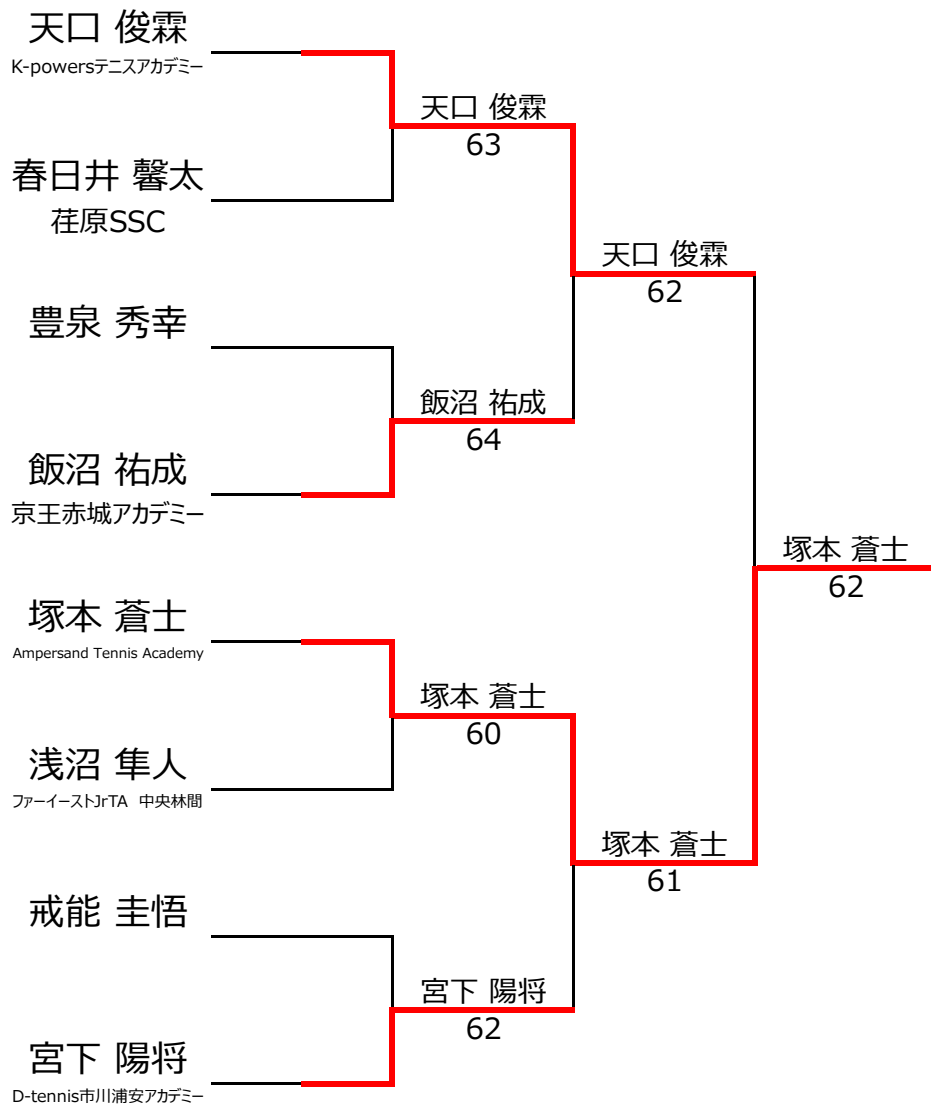 天口 俊霖
K-powersテニスアカデミー
天口 俊霖
63
春日井 馨太
荏原SSC
天口 俊霖
62
豊泉 秀幸
飯沼 祐成
64
飯沼 祐成
京王赤城アカデミー
塚本 蒼士
62
塚本 蒼士
Ampersand Tennis Academy
塚本 蒼士
60
浅沼 隼人
ファーイーストJrTA　中央林間
塚本 蒼士
61
戒能 圭悟
宮下 陽将
62
宮下 陽将
D-tennis市川浦安アカデミー